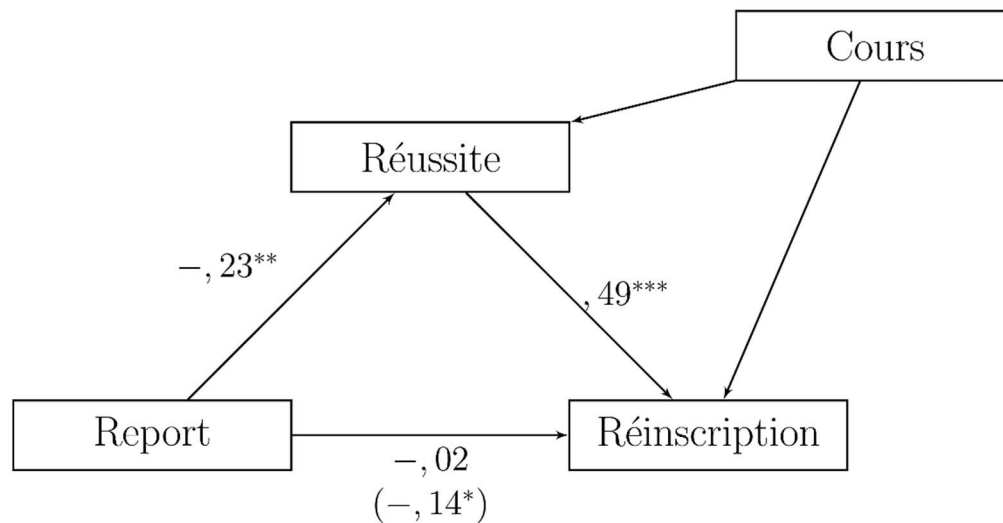 Cours
Réussite
−, 23**
, 49***
Report
Réinscription
−, 02
(−, 14*)